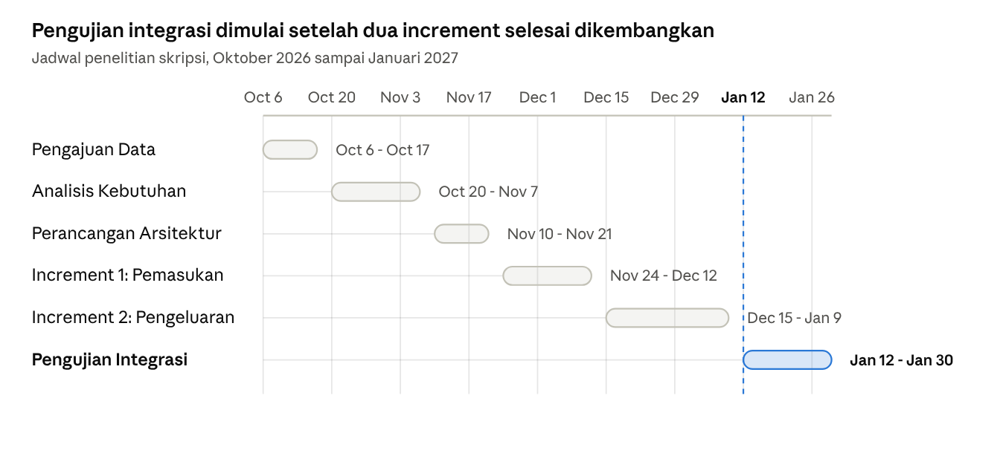 Pengujian integrasi dimulai setelah dua increment selesai dikembangkan
Jadwal penelitian skripsi, Oktober 2026 sampai Januari 2027
Oct 6 Oct 20 Nov 3 Nov 17 Dec 1 Dec 15 Dec 29 Jan 12 Jan 26
Pengajuan Data Oct 6 - Oct 17
Analisis Kebutuhan Oct 20 - Nov 7
Perancangan Arsitektur Nov 10 - Nov 21
Increment 1: Pemasukan Nov 24 - Dec 12
Increment 2: Pengeluaran Dec 15 - Jan 9
Pengujian Integrasi Jan 12 - Jan 30